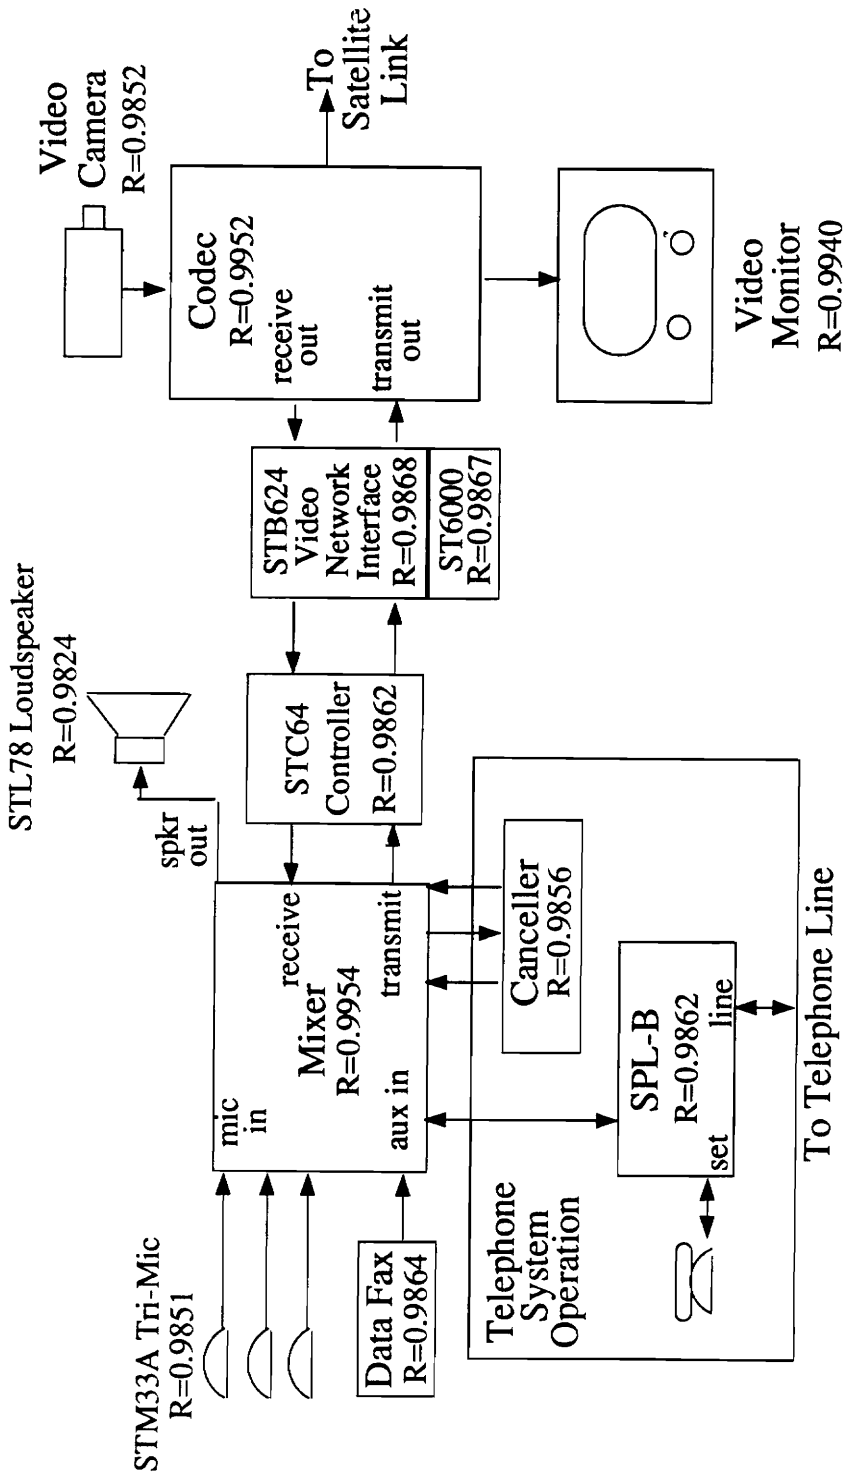 STM33A Tri-Mic
R=0.9851
Data Fax
R=0.9864
mic
in
aux in
Mixer
R=0.9954
receive
transmit
spkr
out
STL78 Loudspeaker
R=0.9824
STC64
Controller
R=0.9862
STB624
Video
Network
Interface
R=0.9868
ST6000
R=0.9867
Codec
R=0.9952
receive
out
transmit
out
Video
Camera
R=0.9852
To
Satellite
Link
Video
Monitor
R=0.9940
Telephone
System
Operation
Canceller
R=0.9856
SPL-B
R=0.9862
set
line
To Telephone Line